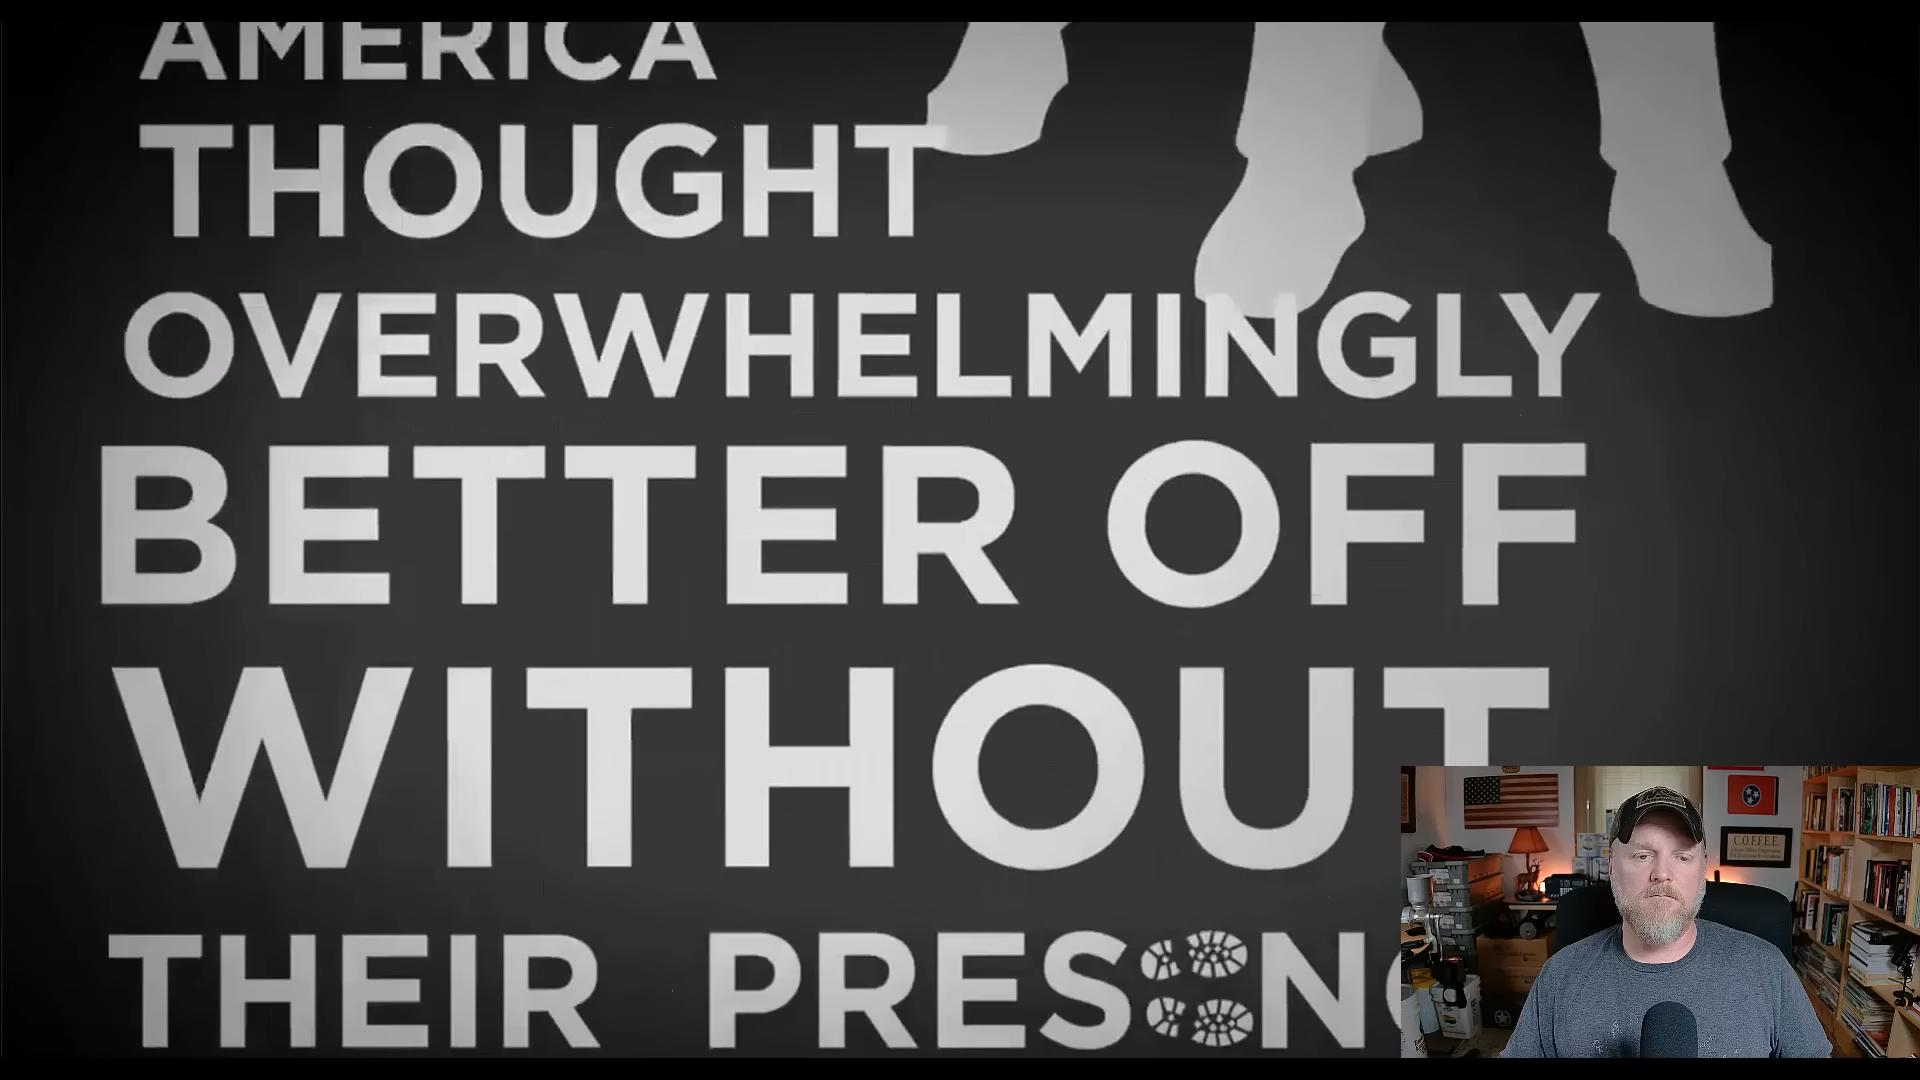 AMERICA
THOUGHT
OVERWHELMINGLY
BETTER OFF
WITHOUT
THEIR PRES
N
C.O.F.F.E.E.